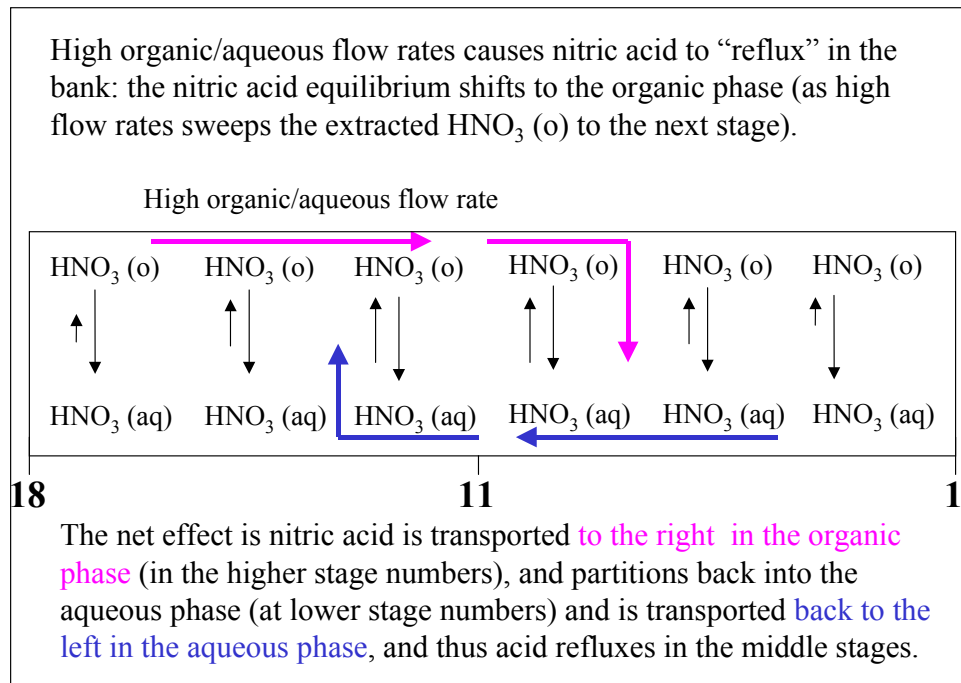 High organic/aqueous flow rates causes nitric acid to “reflux” in the
bank: the nitric acid equilibrium shifts to the organic phase (as high
flow rates sweeps the extracted HNO₃ (o) to the next stage).
High organic/aqueous flow rate
HNO₃ (o) HNO₃ (o) HNO₃ (o) HNO₃ (o) HNO₃ (o) HNO₃ (o)
HNO₃ (aq) HNO₃ (aq) HNO₃ (aq) HNO₃ (aq) HNO₃ (aq) HNO₃ (aq)
18 11 1
The net effect is nitric acid is transported to the right in the organic
phase (in the higher stage numbers), and partitions back into the
aqueous phase (at lower stage numbers) and is transported back to the
left in the aqueous phase, and thus acid refluxes in the middle stages.